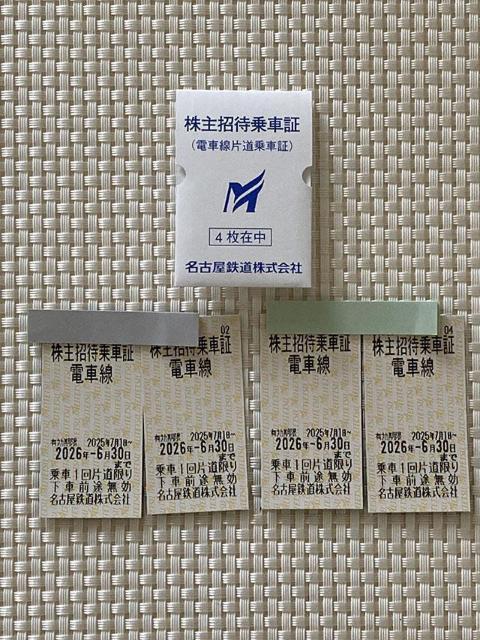 株主招待乗車証
(電車線片道乗車証)
4枚在中
名古屋鉄道株式会社
株主招待乗車証
電車線
有効期間 2025年7月1日~
2026年-6月30日
まで
乗車1回片道限り
下車前途無効
名古屋鉄道株式会社
02
株主招待乗車証
電車線
有効期間 2025年7月1日~
2026年-6月30日
まで
乗車1回片道限り
下車前途無効
名古屋鉄道株式会社
株主招待乗車証
電車線
有効期間 2025年7月1日~
2026年-6月30日
まで
乗車1回片道限り
下車前途無効
名古屋鉄道株式会社
04
株主招待乗車証
電車線
有効期間 2025年7月1日~
2026年-6月30日
まで
乗車1回片道限り
下車前途無効
名古屋鉄道株式会社